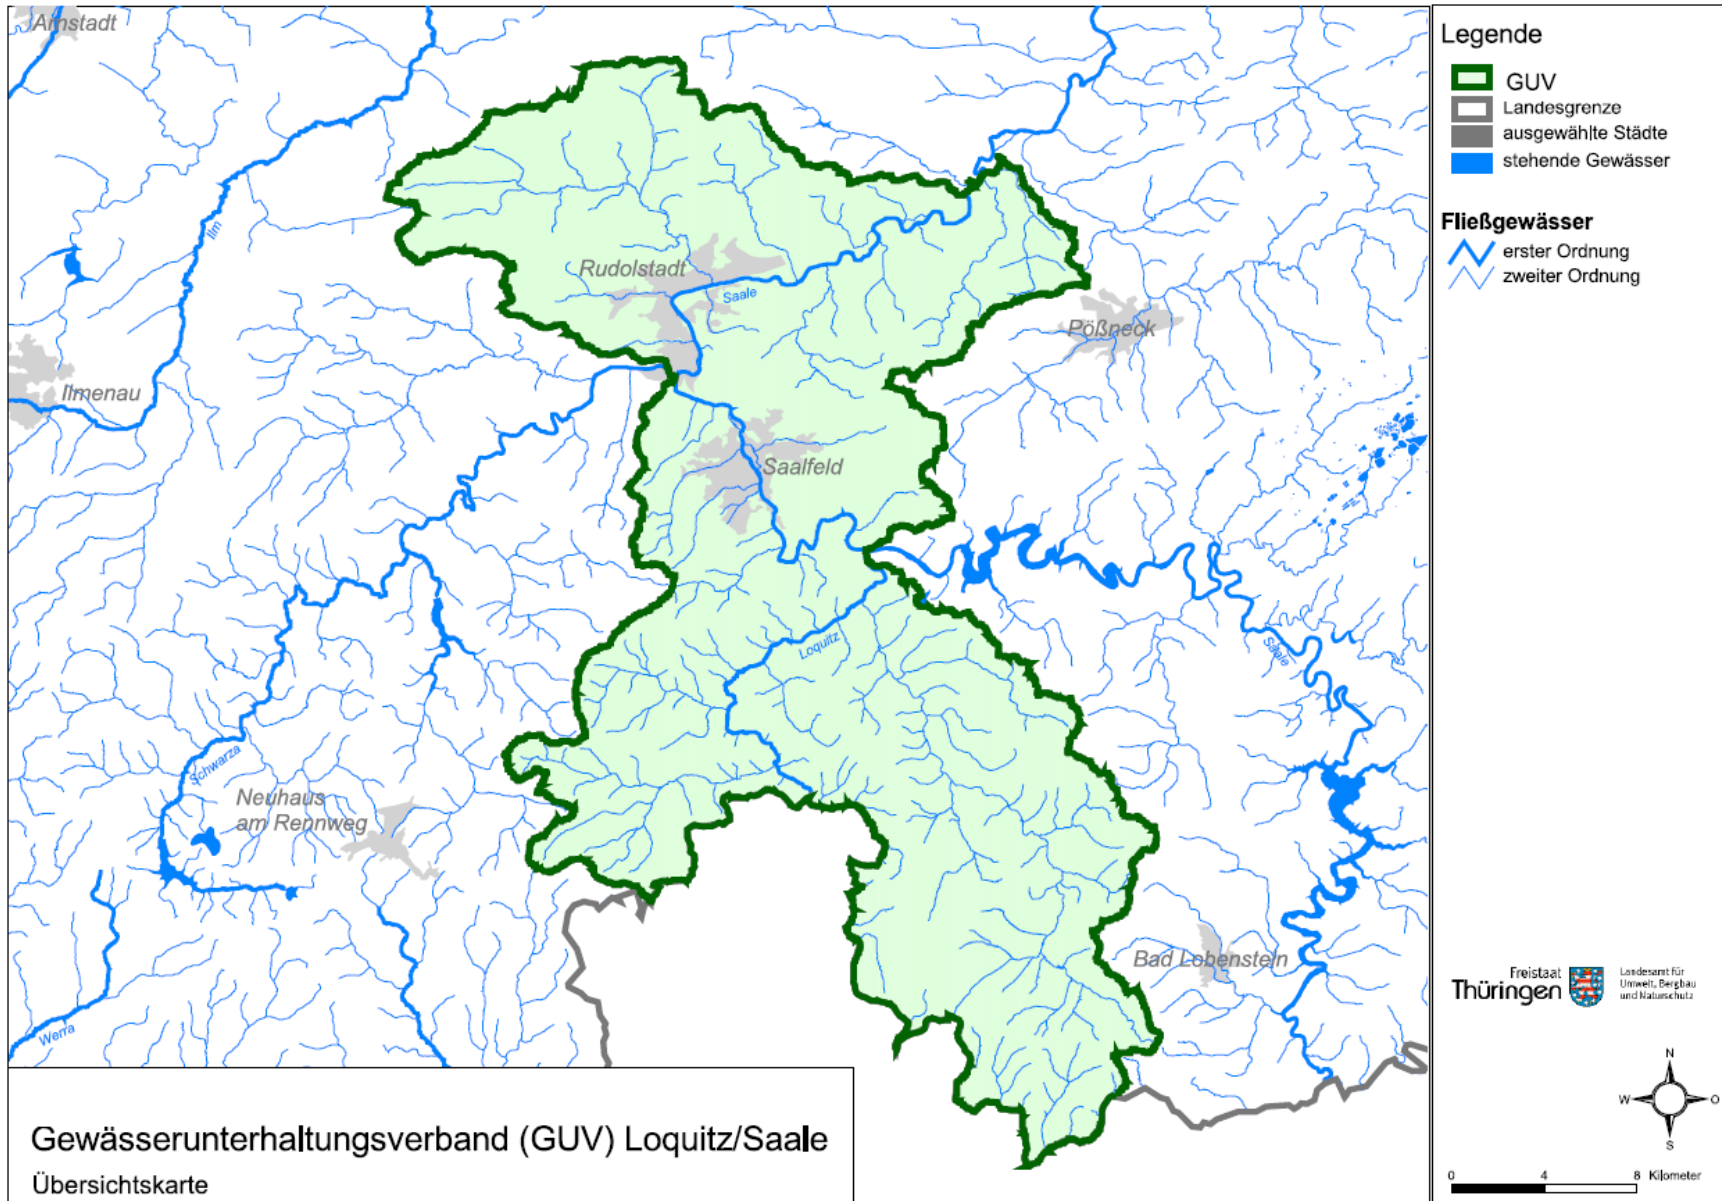 Arnstadt
Ilm
Rudolstadt
Saale
Pößneck
Ilmenau
Saalfeld
Loquitz
Saale
Schwarza
Neuhaus
am Rennweg
Bad Lobenstein
Werra
Gewässerunterhaltungsverband (GUV) Loquitz/Saale
Übersichtskarte
Legende
GUV
Landesgrenze
ausgewählte Städte
stehende Gewässer
Fließgewässer
erster Ordnung
zweiter Ordnung
Freistaat
Thüringen
Landesamt für
Umwelt, Bergbau
und Naturschutz
N
W O
S
0 4 8 Kilometer